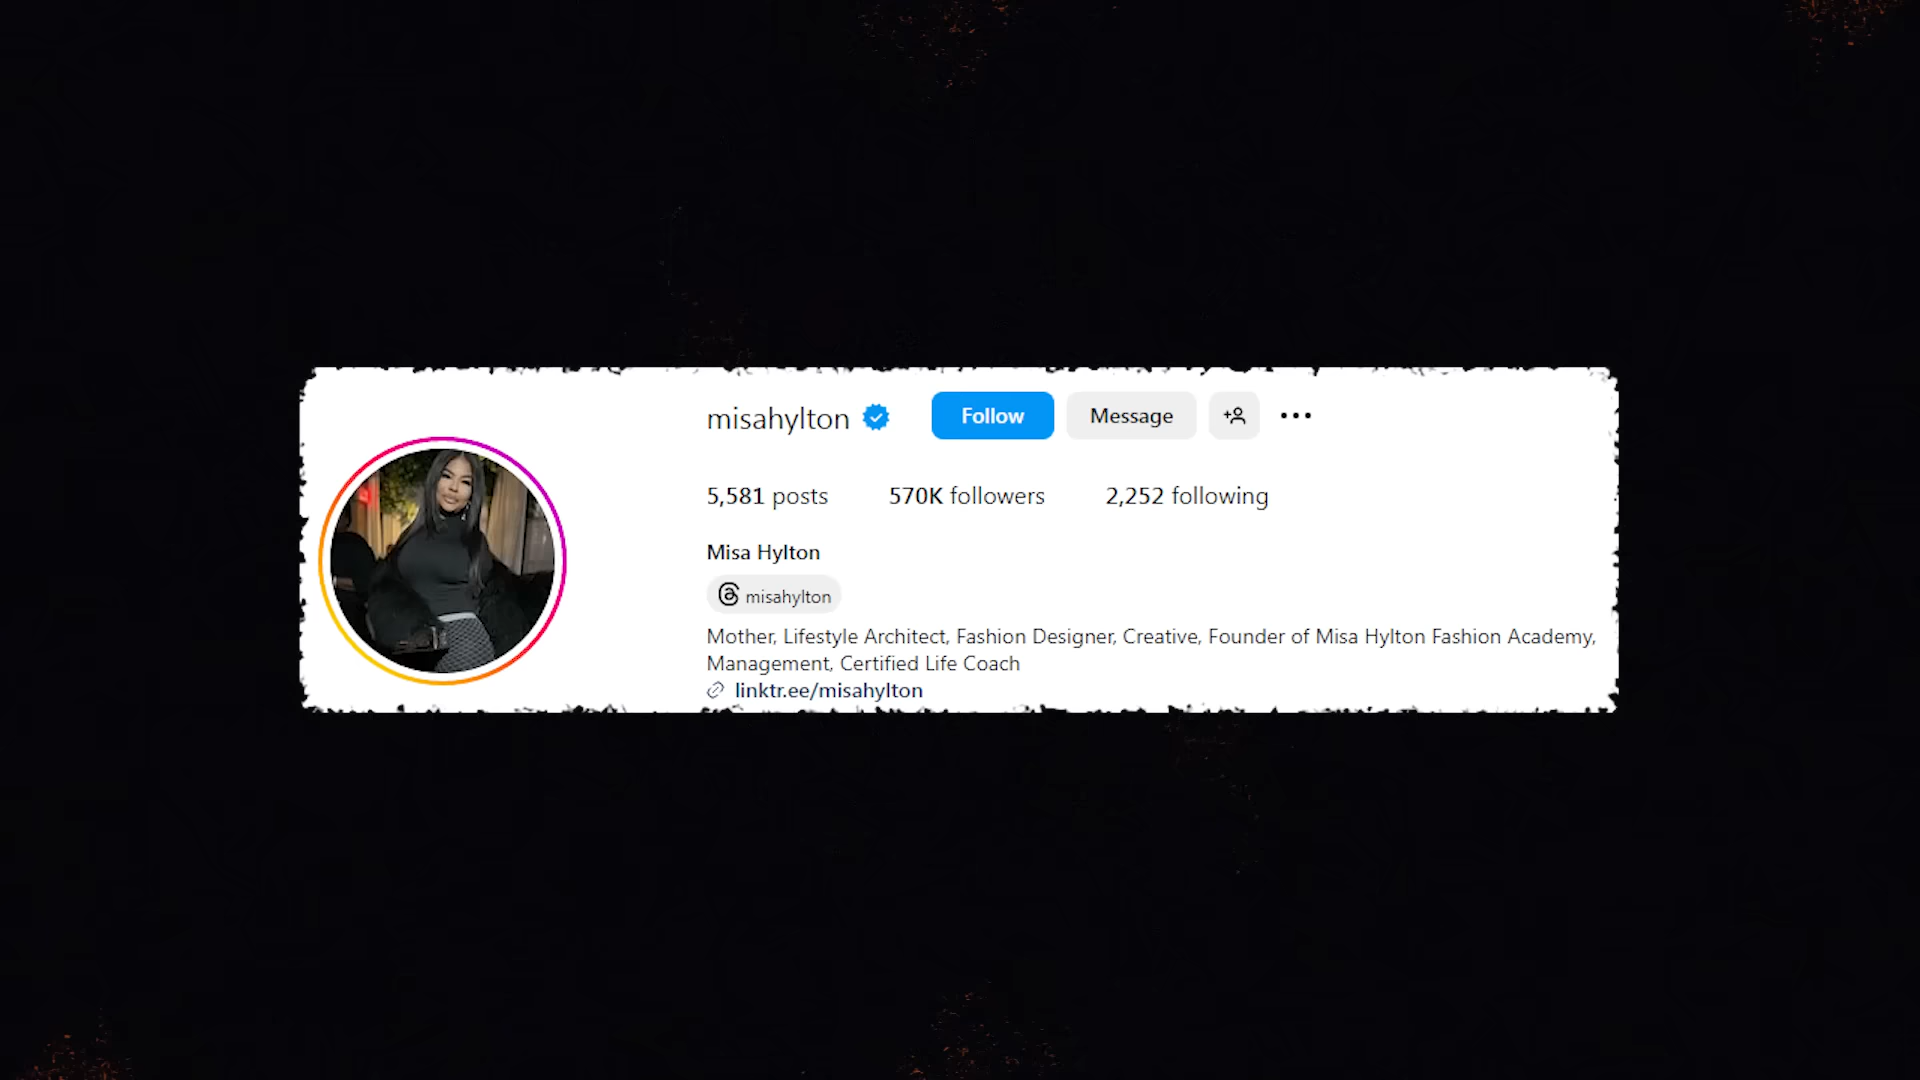 misahylton Follow Message
5,581 posts 570K followers 2,252 following
Misa Hylton
misahylton
Mother, Lifestyle Architect, Fashion Designer, Creative, Founder of Misa Hylton Fashion Academy,
Management, Certified Life Coach
linktr.ee/misahylton